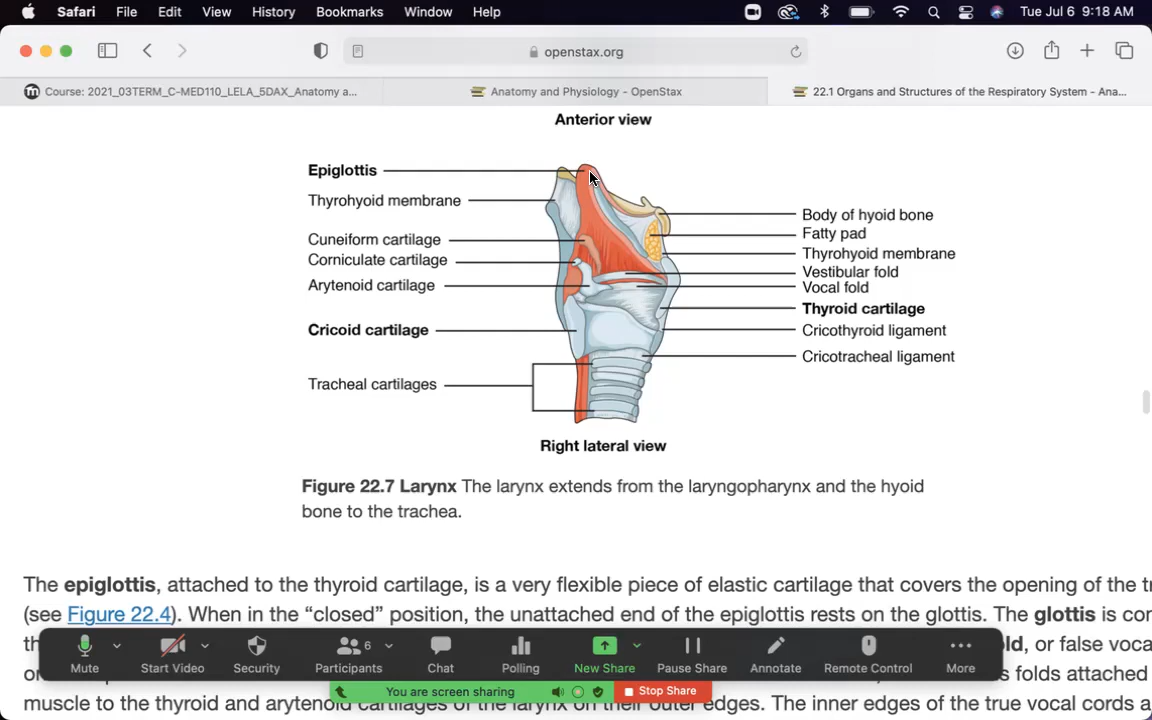 Safari File Edit View History Bookmarks Window Help Tue Jul 6 9:18 AM
openstax.org
Course: 2021_03TERM_C-MED110_LELA_5DAX_Anatomy a... Anatomy and Physiology - OpenStax 22.1 Organs and Structures of the Respiratory System - Ana...
Anterior view
Epiglottis
Thyrohyoid membrane
Cuneiform cartilage
Corniculate cartilage
Arytenoid cartilage
Cricoid cartilage
Tracheal cartilages
Body of hyoid bone
Fatty pad
Thyrohyoid membrane
Vestibular fold
Vocal fold
Thyroid cartilage
Cricothyroid ligament
Cricotracheal ligament
Right lateral view
Figure 22.7 Larynx The larynx extends from the laryngopharynx and the hyoid
bone to the trachea.
The epiglottis, attached to the thyroid cartilage, is a very flexible piece of elastic cartilage that covers the opening of the tr
(see Figure 22.4). When in the “closed” position, the unattached end of the epiglottis rests on the glottis. The glottis is cor
th old, or false voca
s folds attached
muscle to the thyroid and arytenoid cartilages of the larynx on their outer edges. The inner edges of the true vocal cords a
Mute Start Video Security Participants 6 Chat Polling New Share Pause Share Annotate Remote Control More
You are screen sharing Stop Share